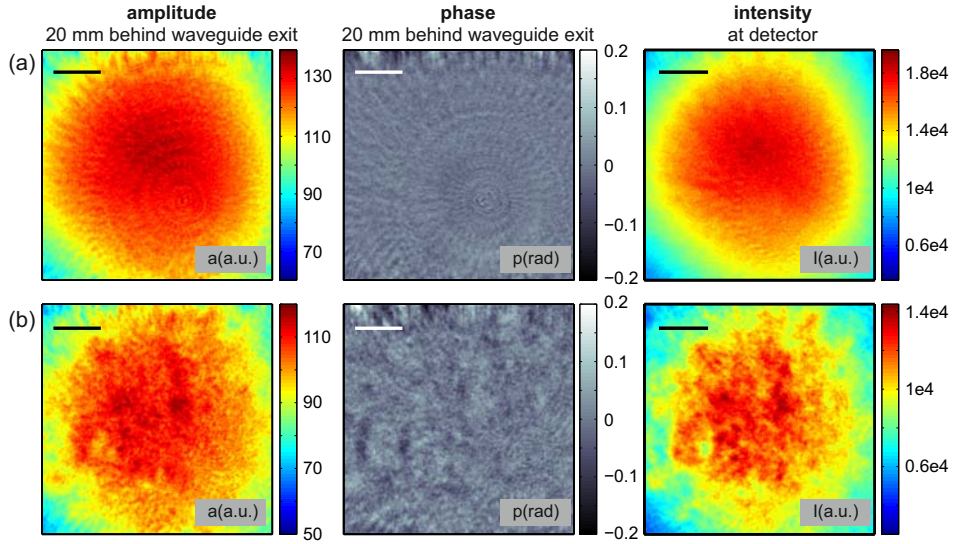 amplitude
20 mm behind waveguide exit
phase
20 mm behind waveguide exit
intensity
at detector
(a)
130
110
90
70
a(a.u.)
0.2
0.1
0
−0.1
−0.2
p(rad)
1.8e4
1.4e4
1e4
0.6e4
I(a.u.)
(b)
110
90
70
50
a(a.u.)
0.2
0.1
0
−0.1
−0.2
p(rad)
1.4e4
1e4
0.6e4
I(a.u.)